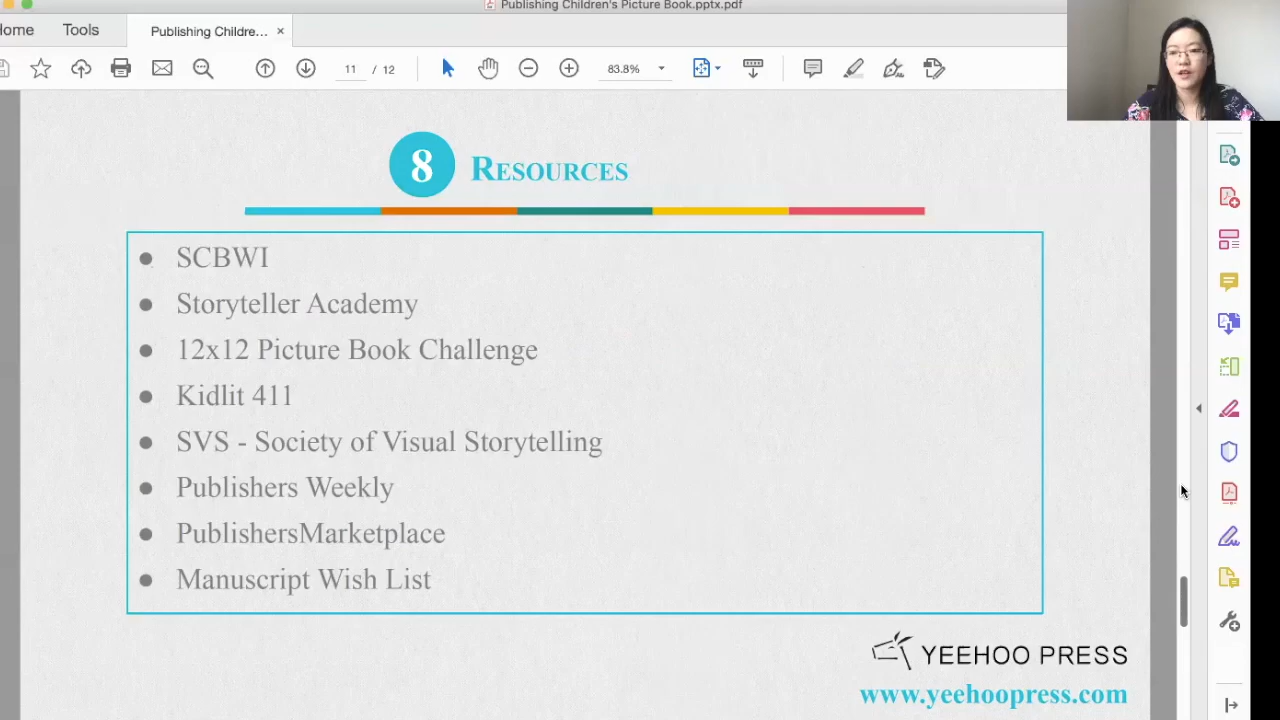 Publishing Children's Picture Book.pptx.pdf
ome
Tools
Publishing Childre... ×
11 / 12
83.8%
8 RESOURCES
● SCBWI
● Storyteller Academy
● 12x12 Picture Book Challenge
● Kidlit 411
● SVS - Society of Visual Storytelling
● Publishers Weekly
● PublishersMarketplace
● Manuscript Wish List
YEEHOO PRESS
www.yeehoopress.com